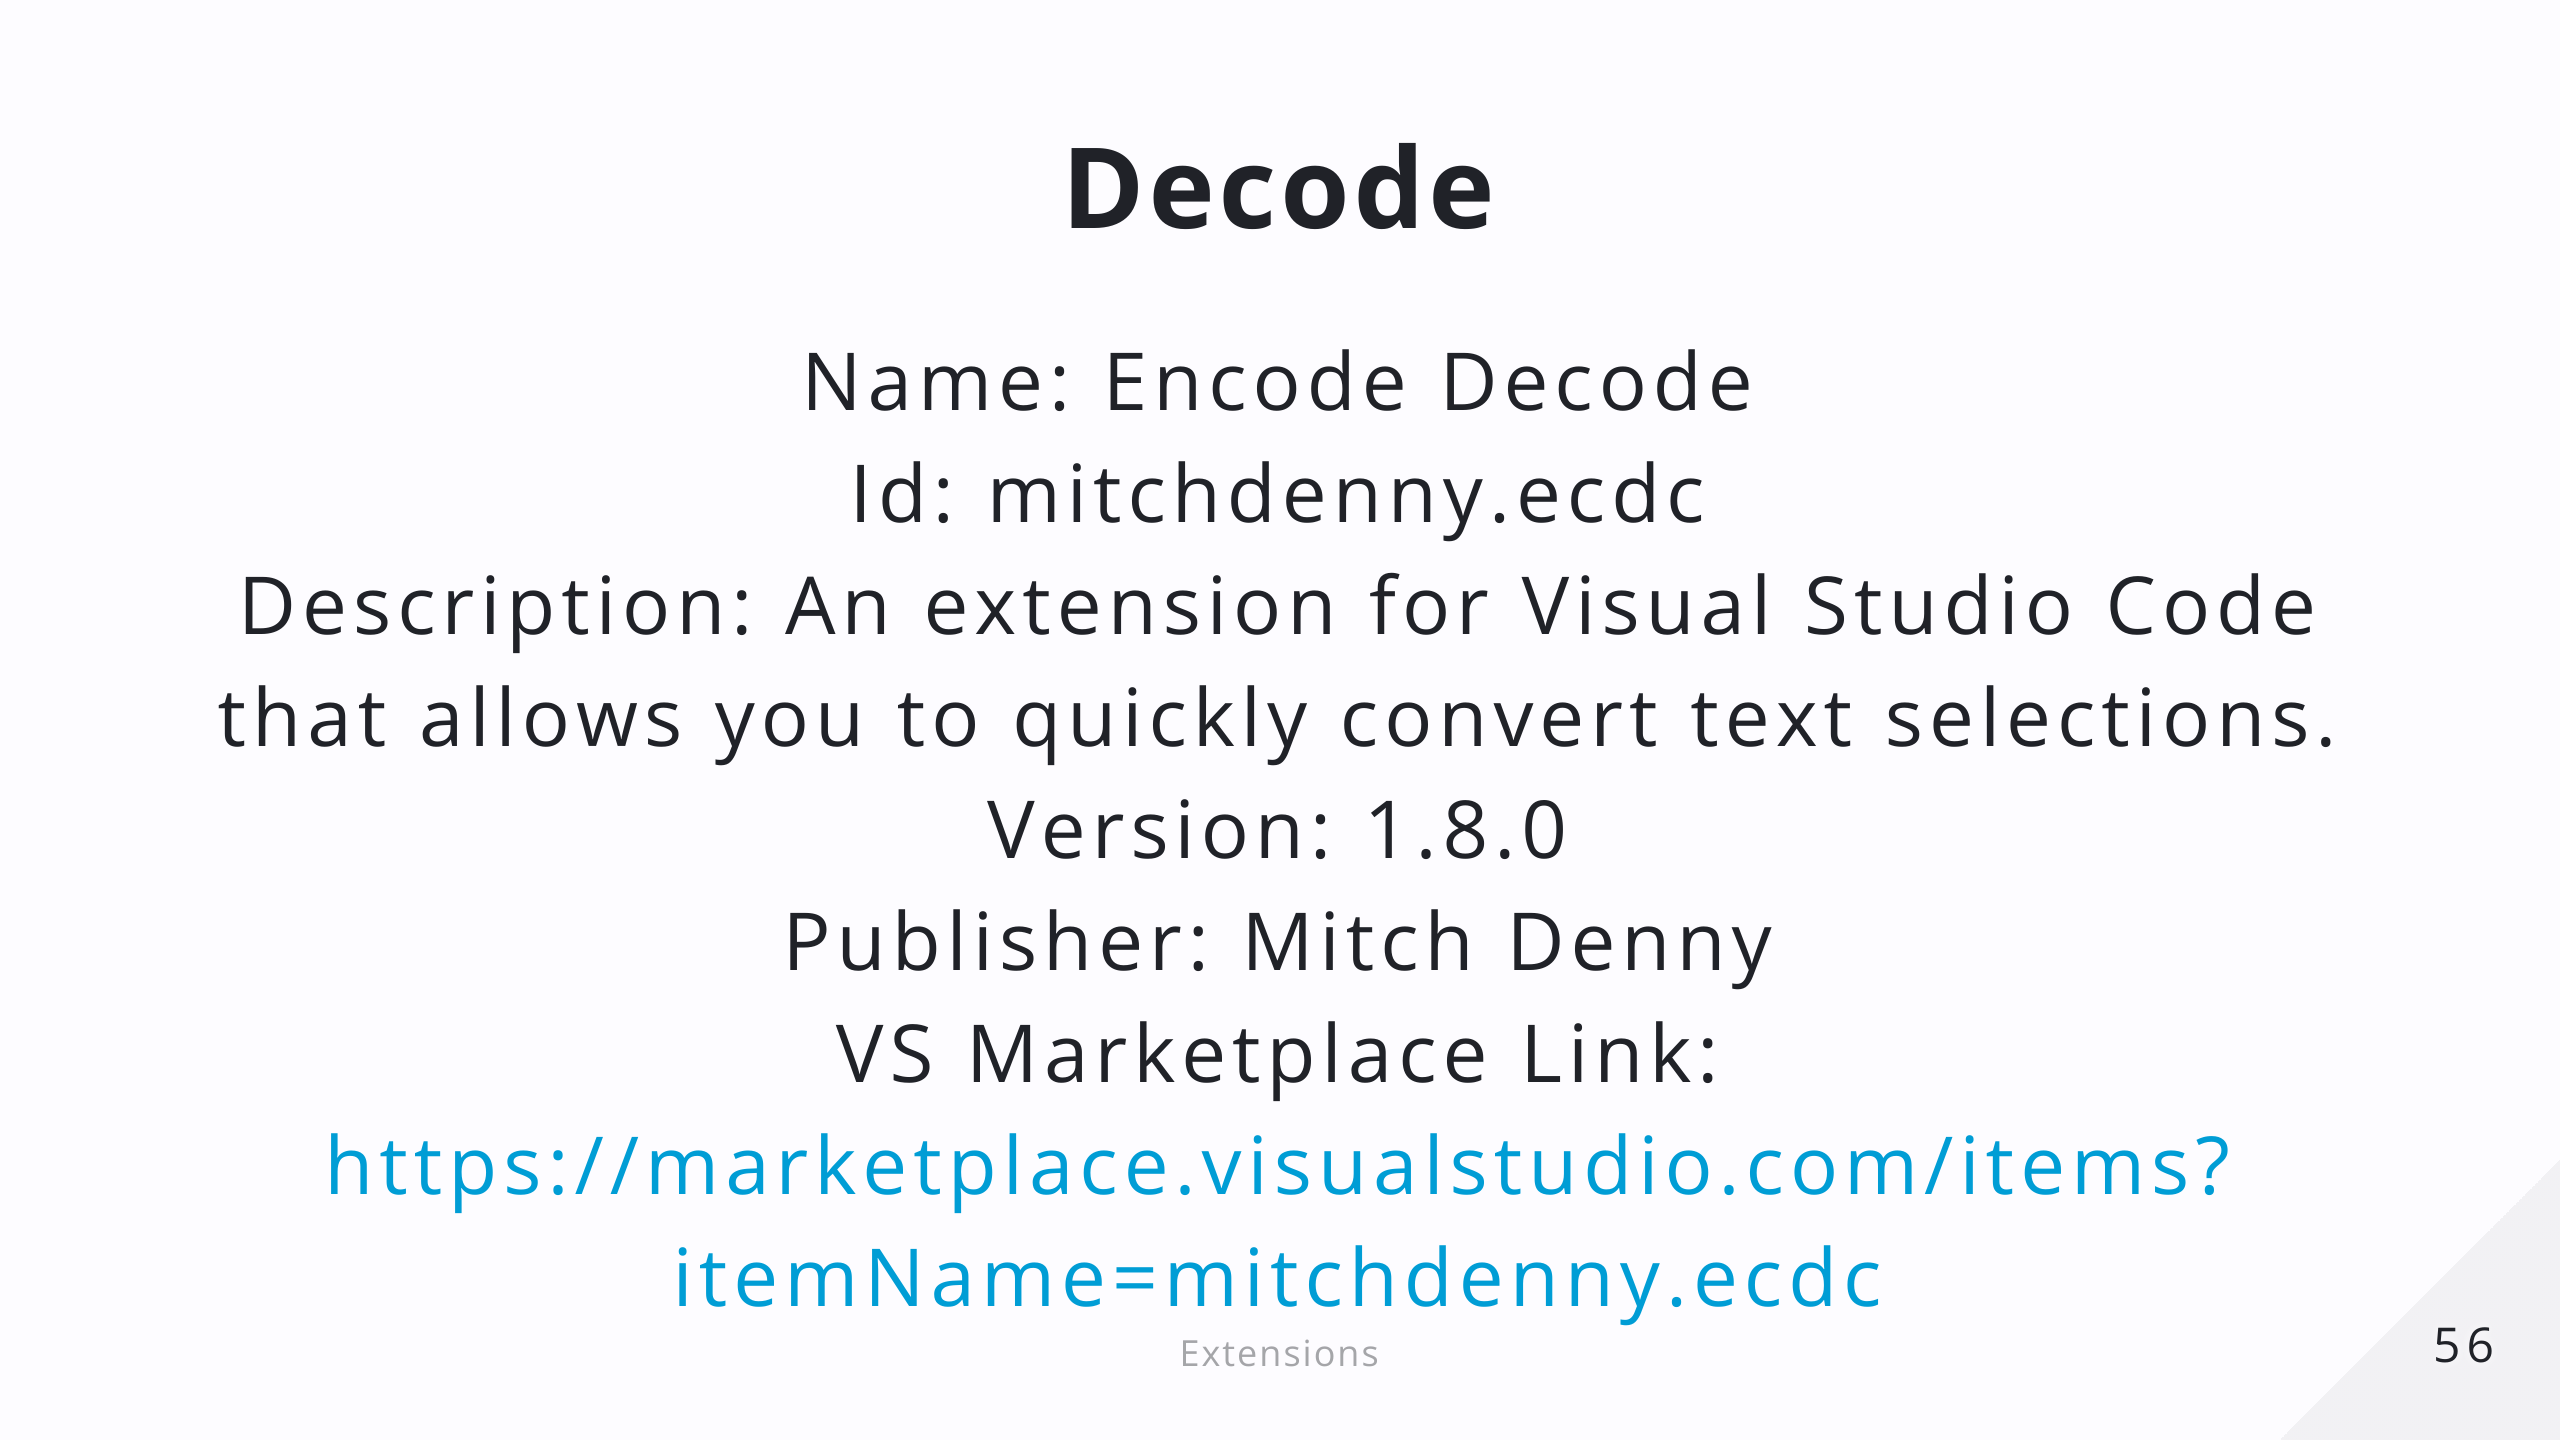 Decode
Name: Encode Decode
Id: mitchdenny.ecdc
Description: An extension for Visual Studio Code
that allows you to quickly convert text selections.
Version: 1.8.0
Publisher: Mitch Denny
VS Marketplace Link:
https://marketplace.visualstudio.com/items?
itemName=mitchdenny.ecdc
Extensions
56